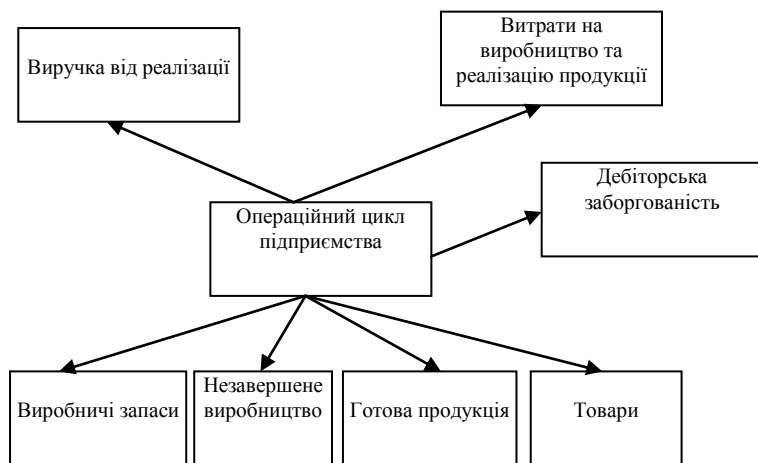 Виручка від реалізації
Витрати на
виробництво та
реалізацію продукції
Дебіторська
заборгованість
Операційний цикл
підприємства
Виробничі запаси
Незавершене
виробництво
Готова продукція
Товари